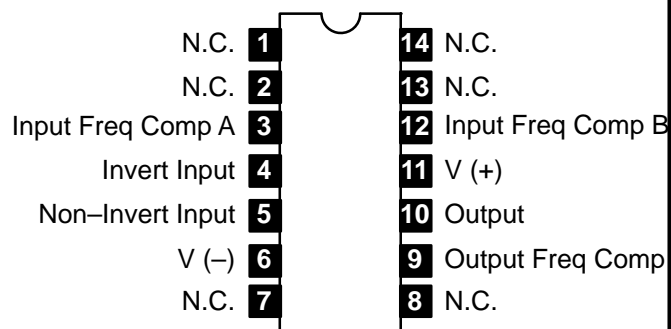 N.C. 1 14 N.C.
N.C. 2 13 N.C.
Input Freq Comp A 3 12 Input Freq Comp B
Invert Input 4 11 V (+)
Non–Invert Input 5 10 Output
V (–) 6 9 Output Freq Comp
N.C. 7 8 N.C.